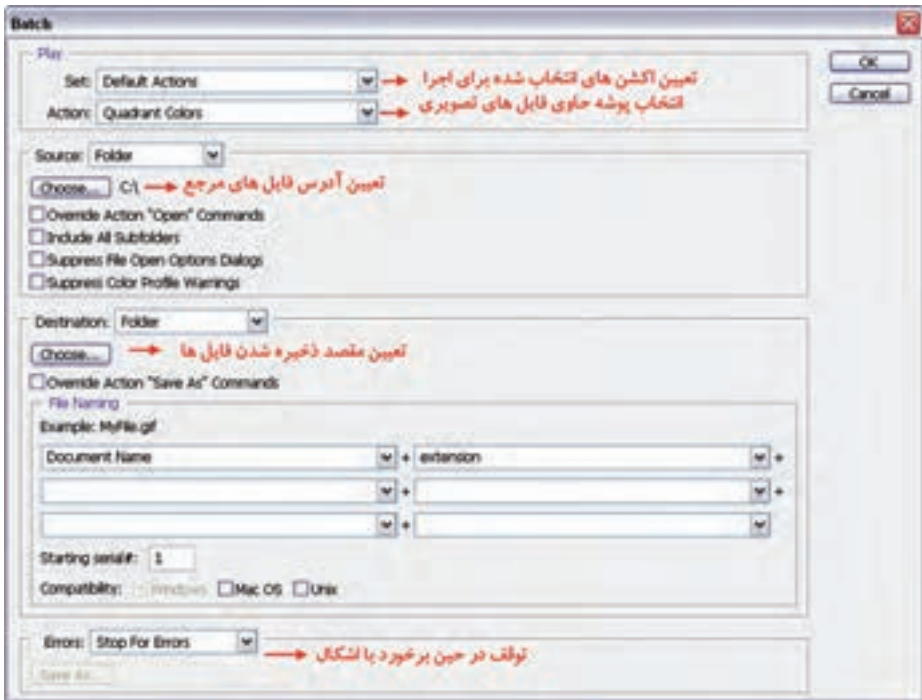 Batch
Play
OK
Set: Default Actions تعیین اکشن های انتخاب شده برای اجرا
Cancel
Action: Quadrant Colors انتخاب پوشه حاوی فایل های تصویری
Source: Folder
Choose... C:\ تعیین آدرس فایل های مرجع
Override Action "Open" Commands
Include All Subfolders
Suppress File Open Options Dialogs
Suppress Color Profile Warnings
Destination: Folder
Choose... تعیین مقصد ذخیره شدن فایل ها
Override Action "Save As" Commands
File Naming
Example: MyFile.gif
Document Name + extension +
+ +
+
Starting serial#: 1
Compatibility: Windows Mac OS Unix
Errors: Stop For Errors توقف در حین برخورد با اشکال
Save As...